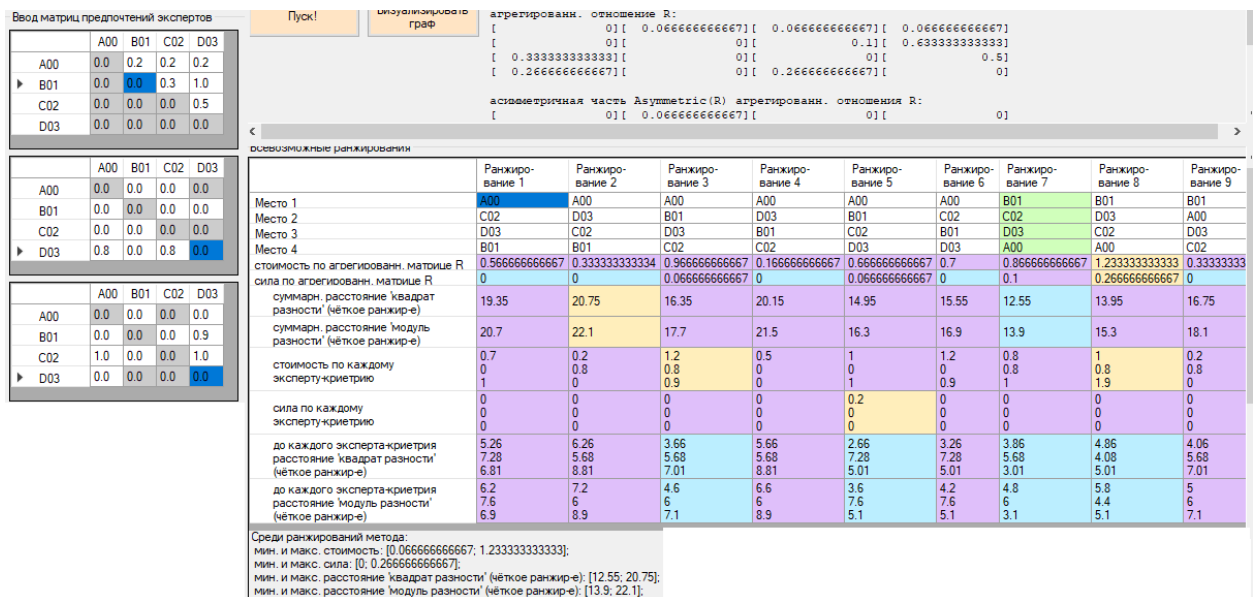 Ввод матриц предпочтений экспертов
A00 B01 C02 D03
A00 0.0 0.2 0.2 0.2
B01 0.0 0.0 0.3 1.0
C02 0.0 0.0 0.0 0.5
D03 0.0 0.0 0.0 0.0
A00 B01 C02 D03
A00 0.0 0.0 0.0 0.0
B01 0.0 0.0 0.0 0.0
C02 0.0 0.0 0.0 0.0
D03 0.8 0.0 0.8 0.0
A00 B01 C02 D03
A00 0.0 0.0 0.0 0.0
B01 0.0 0.0 0.0 0.9
C02 1.0 0.0 0.0 1.0
D03 0.0 0.0 0.0 0.0
Пуск!
Визуализировать
граф
агрегированн. отношение R:
[ 0][ 0.066666666667][ 0.066666666667][ 0.066666666667]
[ 0][ 0][ 0.1][ 0.633333333333]
[ 0.333333333333][ 0][ 0][ 0.5]
[ 0.266666666667][ 0][ 0.266666666667][ 0]
асимметричная часть Asymmetric(R) агрегированн. отношения R:
[ 0][ 0.066666666667][ 0][ 0]
Всевозможные ранжирования
Ранжиро- Ранжиро- Ранжиро- Ранжиро- Ранжиро- Ранжиро- Ранжиро- Ранжиро- Ранжиро-
вание 1 вание 2 вание 3 вание 4 вание 5 вание 6 вание 7 вание 8 вание 9
Место 1 A00 A00 A00 A00 A00 A00 B01 B01 B01
Место 2 C02 D03 B01 D03 B01 C02 C02 D03 A00
Место 3 D03 C02 D03 B01 C02 B01 D03 C02 D03
Место 4 B01 B01 C02 C02 D03 D03 A00 A00 C02
стоимость по агрегированн. матрице R 0.566666666667 0.333333333334 0.966666666667 0.166666666667 0.666666666667 0.7 0.866666666667 1.233333333333 0.33333333
сила по агрегированн. матрице R 0 0 0.066666666667 0 0.066666666667 0 0.1 0.266666666667 0
суммарн. расстояние 'квадрат
разности' (чёткое ранжир-е) 19.35 20.75 16.35 20.15 14.95 15.55 12.55 13.95 16.75
суммарн. расстояние 'модуль
разности' (чёткое ранжир-е) 20.7 22.1 17.7 21.5 16.3 16.9 13.9 15.3 18.1
0.7 0.2 1.2 0.5 1 1.2 0.8 1 0.2
стоимость по каждому 0 0.8 0.8 0 0 0 0.8 0.8 0.8
эксперту-криетрию 1 0 0.9 0 1 0.9 1 1.9 0
0 0 0 0 0.2 0 0 0 0
сила по каждому 0 0 0 0 0 0 0 0 0
эксперту-криетрию 0 0 0 0 0 0 0 0 0
до каждого эксперта-криетрия 5.26 6.26 3.66 5.66 2.66 3.26 3.86 4.86 4.06
расстояние 'квадрат разности' 7.28 5.68 5.68 7.28 7.28 7.28 5.68 4.08 5.68
(чёткое ранжир-е) 6.81 8.81 7.01 8.81 5.01 5.01 3.01 5.01 7.01
до каждого эксперта-криетрия 6.2 7.2 4.6 6.6 3.6 4.2 4.8 5.8 5
расстояние 'модуль разности' 7.6 6 6 7.6 7.6 7.6 6 4.4 6
(чёткое ранжир-е) 6.9 8.9 7.1 8.9 5.1 5.1 3.1 5.1 7.1
Среди ранжирований метода:
мин. и макс. стоимость: [0.066666666667; 1.233333333333];
мин. и макс. сила: [0; 0.266666666667];
мин. и макс. расстояние 'квадрат разности' (чёткое ранжир-е): [12.55; 20.75];
мин. и макс. расстояние 'модуль разности' (чёткое ранжир-е): [13.9; 22.1];